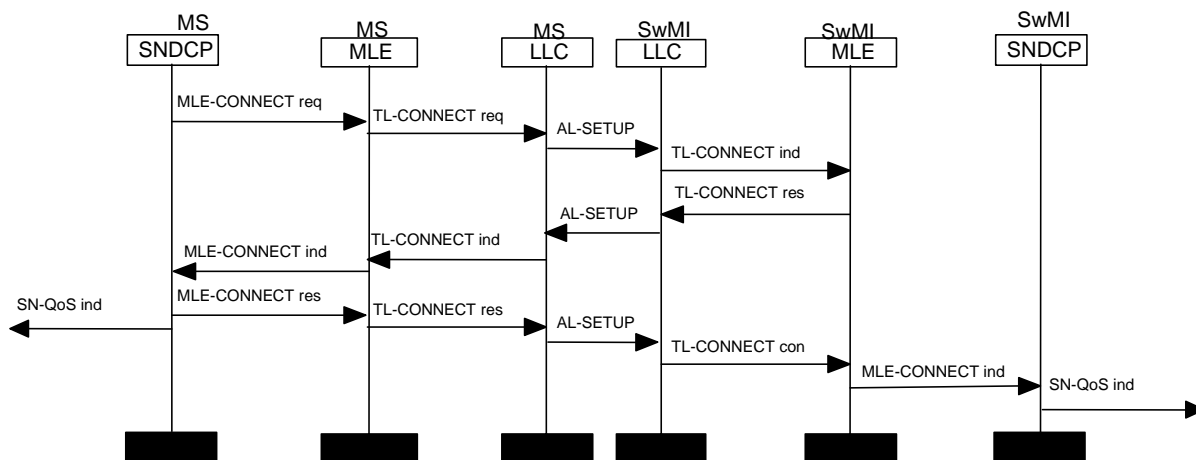 MS
SNDCP
MS
MLE
MS
LLC
SwMI
LLC
SwMI
MLE
SwMI
SNDCP
MLE-CONNECT req
TL-CONNECT req
AL-SETUP
TL-CONNECT ind
TL-CONNECT res
AL-SETUP
TL-CONNECT ind
MLE-CONNECT ind
MLE-CONNECT res
SN-QoS ind
TL-CONNECT res
AL-SETUP
TL-CONNECT con
MLE-CONNECT ind
SN-QoS ind